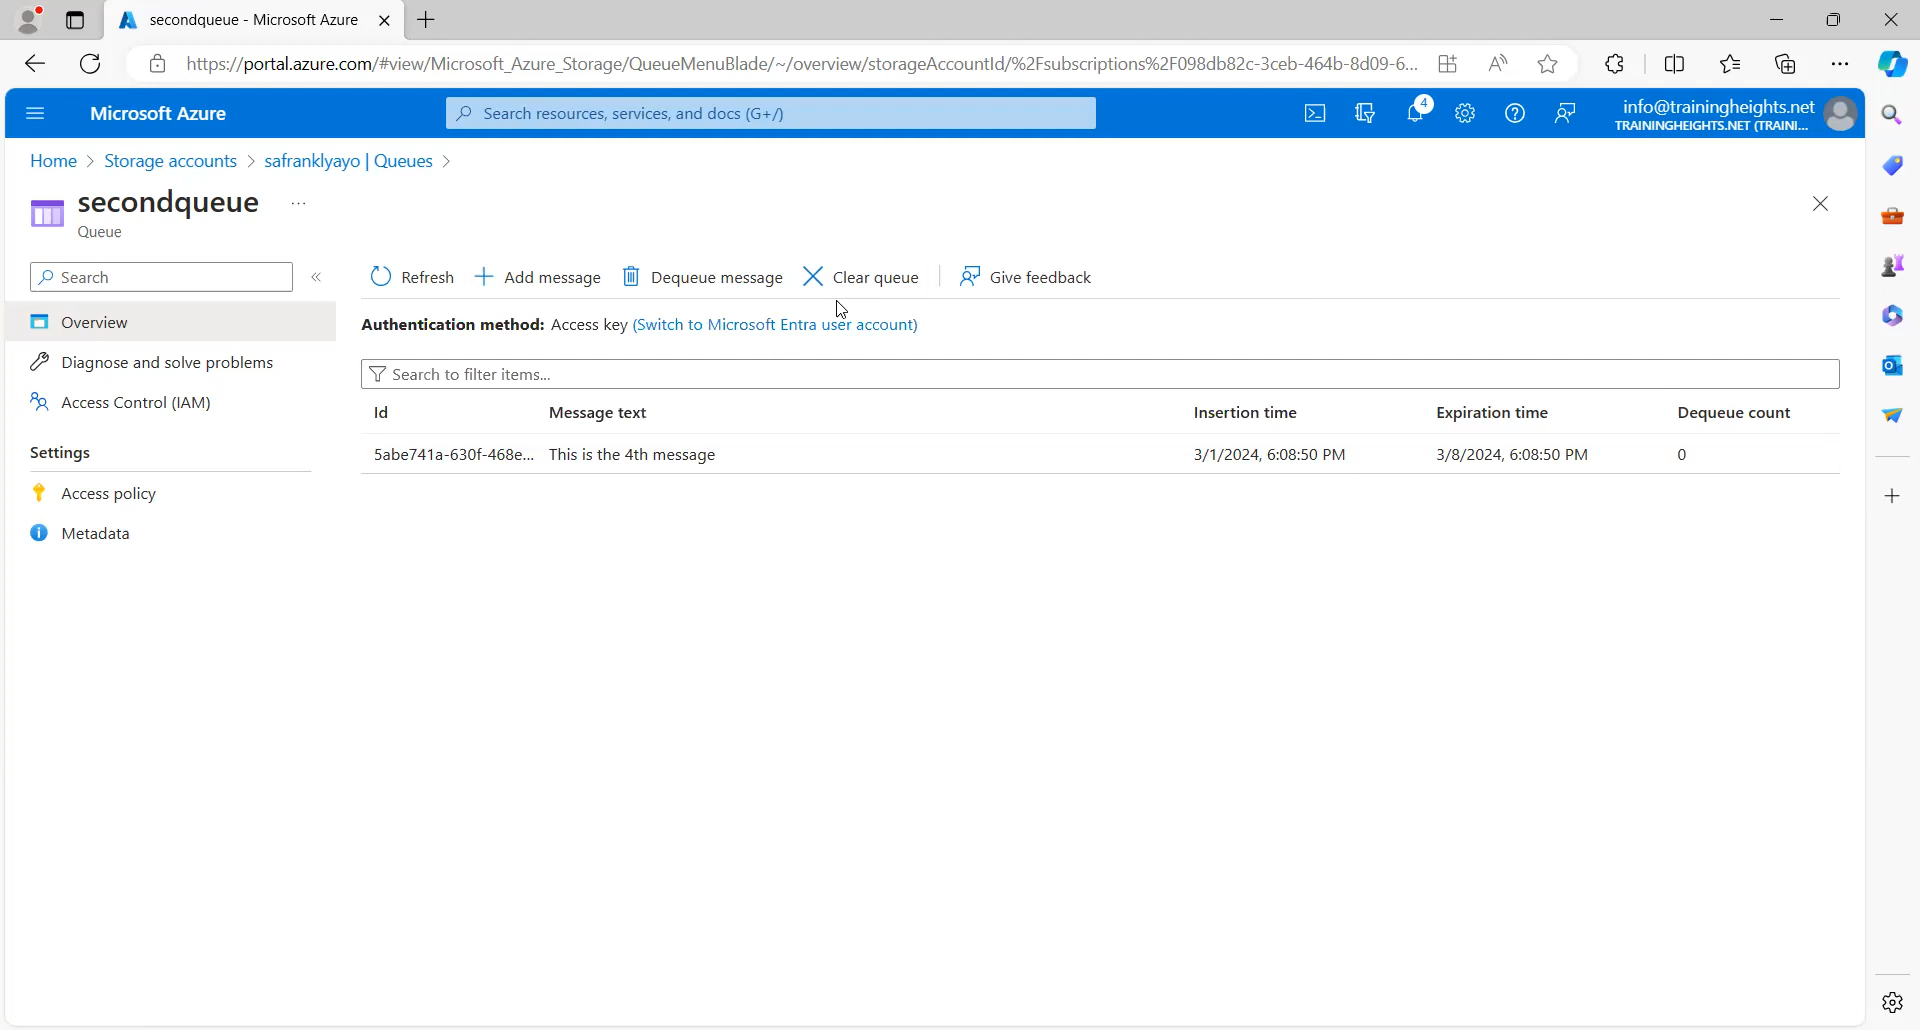 secondqueue - Microsoft Azure
https://portal.azure.com/#view/Microsoft_Azure_Storage/QueueMenuBlade/~/overview/storageAccountId/%2Fsubscriptions%2F098db82c-3ceb-464b-8d09-6...
Microsoft Azure
Search resources, services, and docs (G+/)
4
info@trainingheights.net
TRAININGHEIGHTS.NET (TRAINI...
Home > Storage accounts > safranklyayo | Queues >
secondqueue ...
Queue
Search «
Refresh
Add message
Dequeue message
Clear queue
Give feedback
Overview
Diagnose and solve problems
Access Control (IAM)
Settings
Access policy
Metadata
Authentication method: Access key (Switch to Microsoft Entra user account)
Search to filter items...
Id Message text Insertion time Expiration time Dequeue count
5abe741a-630f-468e... This is the 4th message 3/1/2024, 6:08:50 PM 3/8/2024, 6:08:50 PM 0